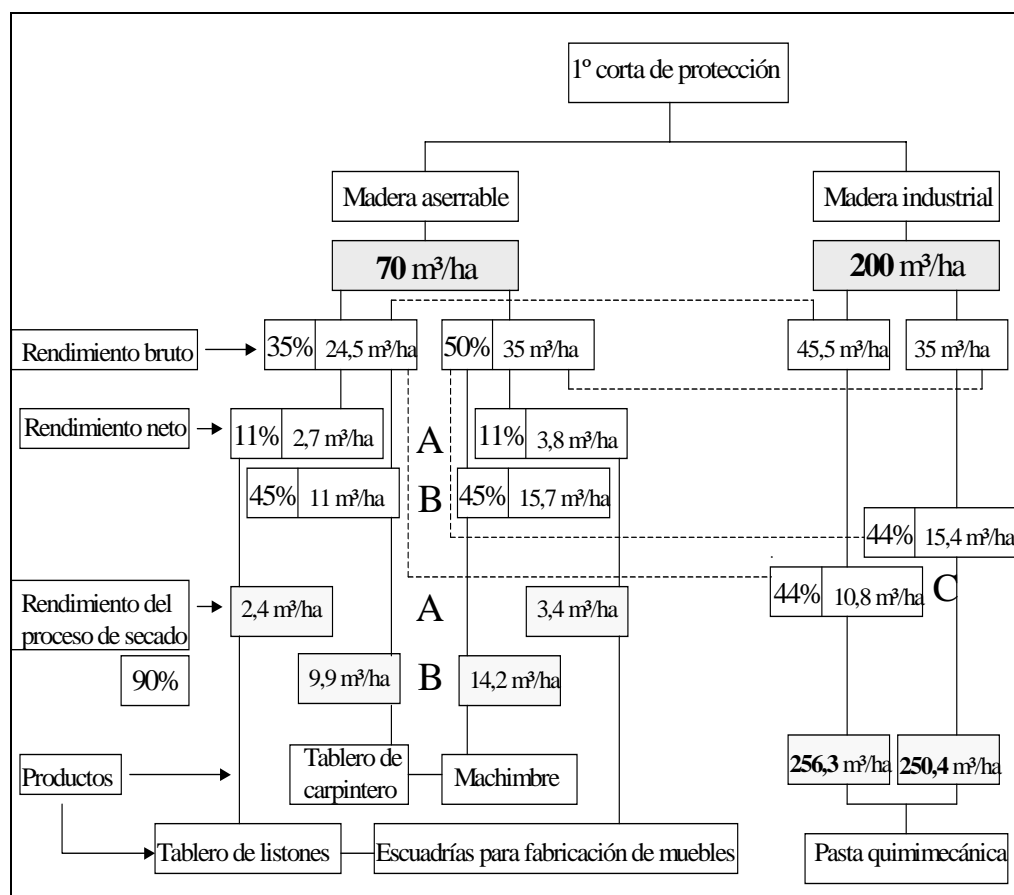 1º corta de protección
Madera aserrable
Madera industrial
70 m³/ha
200 m³/ha
Rendimiento bruto
35% 24,5 m³/ha
50% 35 m³/ha
45,5 m³/ha
35 m³/ha
Rendimiento neto
11% 2,7 m³/ha
A
11% 3,8 m³/ha
45% 11 m³/ha
B
45% 15,7 m³/ha
44% 15,4 m³/ha
44% 10,8 m³/ha
C
Rendimiento del
proceso de secado
2,4 m³/ha
A
3,4 m³/ha
90%
9,9 m³/ha
B
14,2 m³/ha
256,3 m³/ha
250,4 m³/ha
Productos
Tablero de
carpintero
Machimbre
Tablero de listones
Escuadrías para fabricación de muebles
Pasta quimimecánica